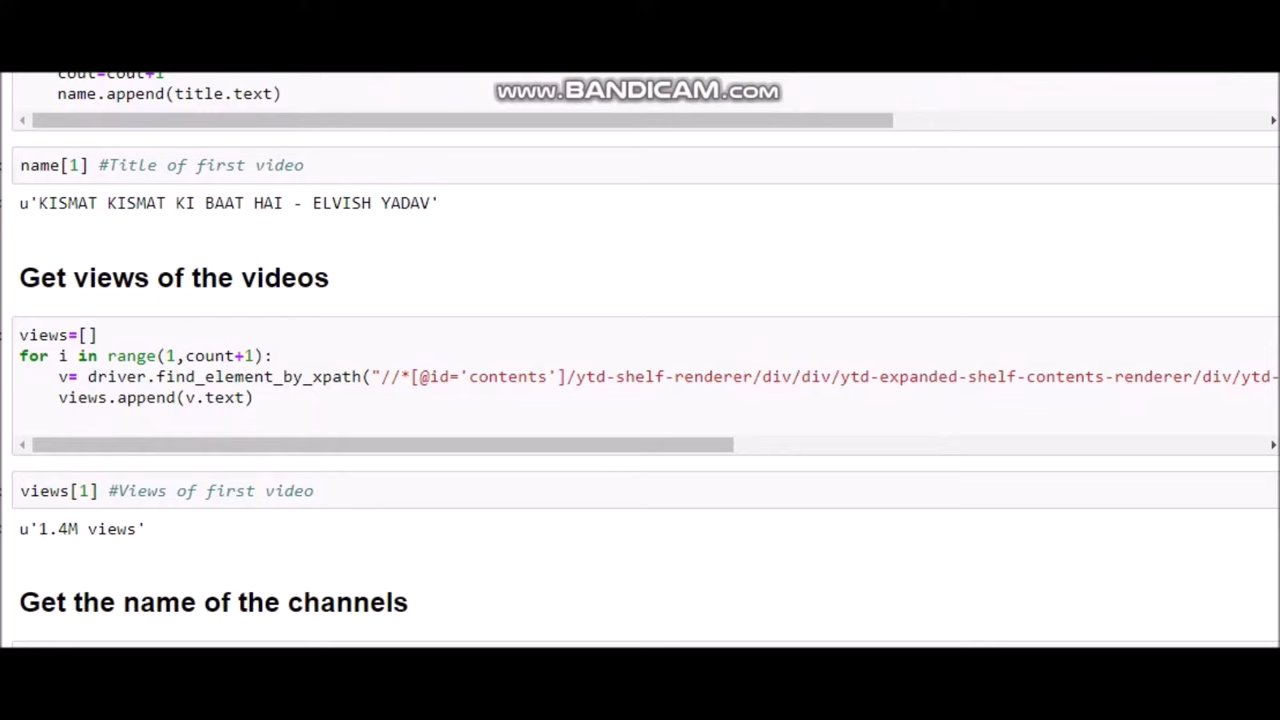 cout=cout+1
www.BANDICAM.com
name.append(title.text)
name[1] #Title of first video
u'KISMAT KISMAT KI BAAT HAI - ELVISH YADAV'
Get views of the videos
views=[]
for i in range(1,count+1):
v= driver.find_element_by_xpath("//*[@id='contents']/ytd-shelf-renderer/div/div/ytd-expanded-shelf-contents-renderer/div/ytd-
views.append(v.text)
views[1] #Views of first video
u'1.4M views'
Get the name of the channels